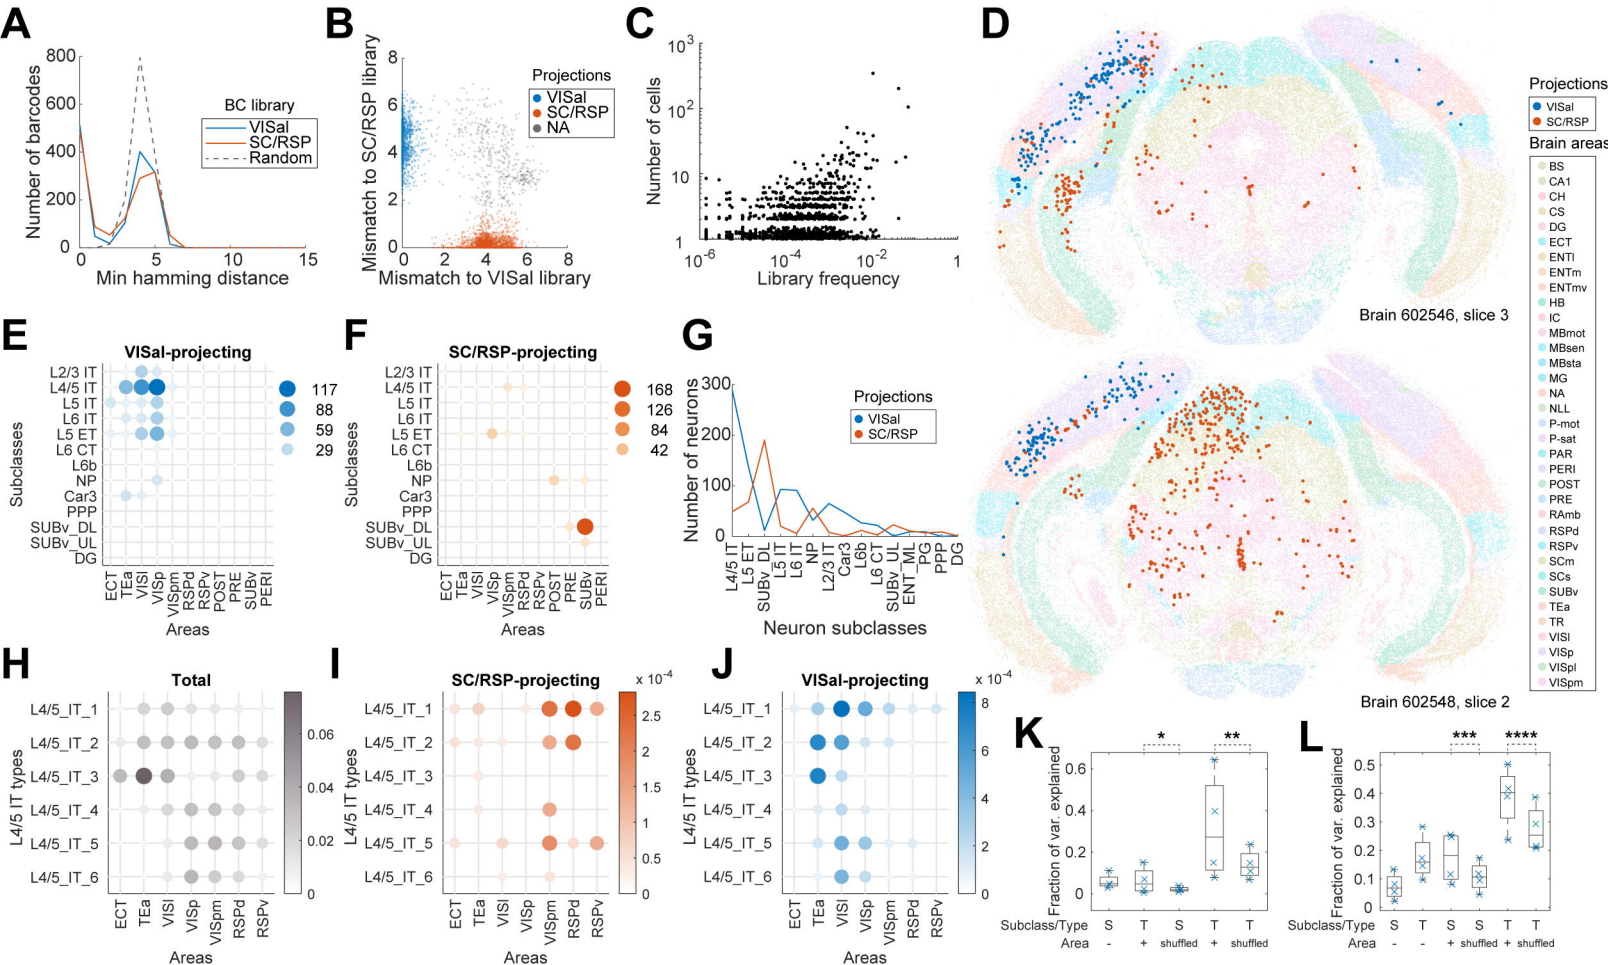 A
Number of barcodes
800
600
400
200
0
0
5
10
15
Min hamming distance
BC library
VISal
SC/RSP
Random
B
Mismatch to SC/RSP library
8
6
4
2
0
0
2
4
6
8
Mismatch to VISal library
Projections
VISal
SC/RSP
NA
C
Number of cells
10^3
10^2
10
1
10^-6
10^-4
10^-2
1
Library frequency
D
Brain 602546, slice 3
Brain 602548, slice 2
Projections
VISal
SC/RSP
Brain areas
BS
CA1
CH
CS
DG
ECT
ENTl
ENTm
ENTmv
HB
IC
MBmot
MBsen
MBsta
MG
NA
NLL
P-mot
P-sat
PAR
PERI
POST
PRE
RAmb
RSPd
RSPv
SCm
SCs
SUBv
TEa
TR
VISl
VISp
VISpl
VISpm
E
VISal-projecting
Subclasses
L2/3 IT
L4/5 IT
L5 IT
L6 IT
L5 ET
L6 CT
L6b
NP
Car3
PPP
SUBv_DL
SUBv_UL
DG
ECT
TEa
VISl
VISp
VISpm
RSPd
RSPv
POST
PRE
SUBv
PERI
Areas
117
88
59
29
F
SC/RSP-projecting
Subclasses
L2/3 IT
L4/5 IT
L5 IT
L6 IT
L5 ET
L6 CT
L6b
NP
Car3
PPP
SUBv_DL
SUBv_UL
DG
ECT
TEa
VISl
VISp
VISpm
RSPd
RSPv
POST
PRE
SUBv
PERI
Areas
168
126
84
42
G
Number of neurons
300
200
100
0
L4/5 IT
L5 ET
SUBv_DL
L5 IT
L6 IT
NP
L2/3 IT
Car3
L6b
L6 CT
SUBv_UL
ENT_ML
PG
PPP
DG
Neuron subclasses
Projections
VISal
SC/RSP
H
Total
L4/5 IT types
L4/5_IT_1
L4/5_IT_2
L4/5_IT_3
L4/5_IT_4
L4/5_IT_5
L4/5_IT_6
ECT
TEa
VISl
VISp
VISpm
RSPd
RSPv
Areas
0.06
0.04
0.02
0
I
SC/RSP-projecting
L4/5 IT types
L4/5_IT_1
L4/5_IT_2
L4/5_IT_3
L4/5_IT_4
L4/5_IT_5
L4/5_IT_6
ECT
TEa
VISl
VISp
VISpm
RSPd
RSPv
Areas
×10^-4
2.5
2
1.5
1
0.5
0
J
VISal-projecting
L4/5 IT types
L4/5_IT_1
L4/5_IT_2
L4/5_IT_3
L4/5_IT_4
L4/5_IT_5
L4/5_IT_6
ECT
TEa
VISl
VISp
VISpm
RSPd
RSPv
Areas
×10^-4
8
6
4
2
0
K
Fraction of var. explained
0.6
0.4
0.2
0
*
**
Subclass/Type S T T S T T
Area - - + shuffled + shuffled
L
Fraction of var. explained
0.5
0.4
0.3
0.2
0.1
0
***
****
Subclass/Type S T S S T T
Area - - + shuffled + shuffled